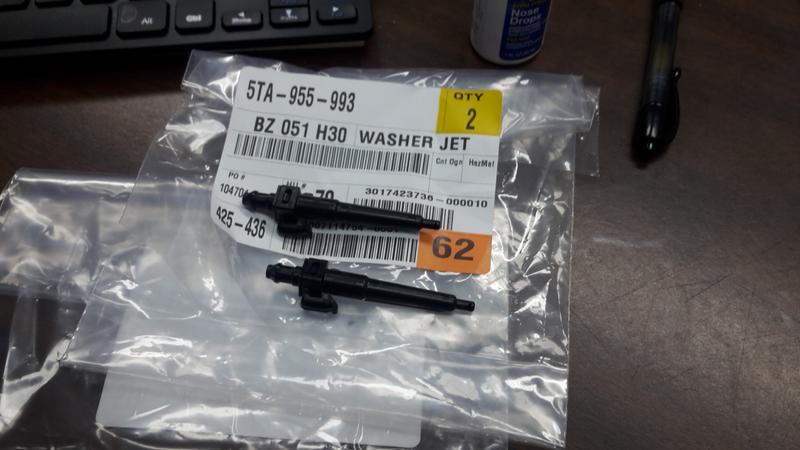 Alt
Ctrl
Nose
Drops
5TA-955-993
QTY
2
BZ 051 H30
WASHER JET
Cnt Ogn
HazMat
PO #
3017423736-000010
425-436
62